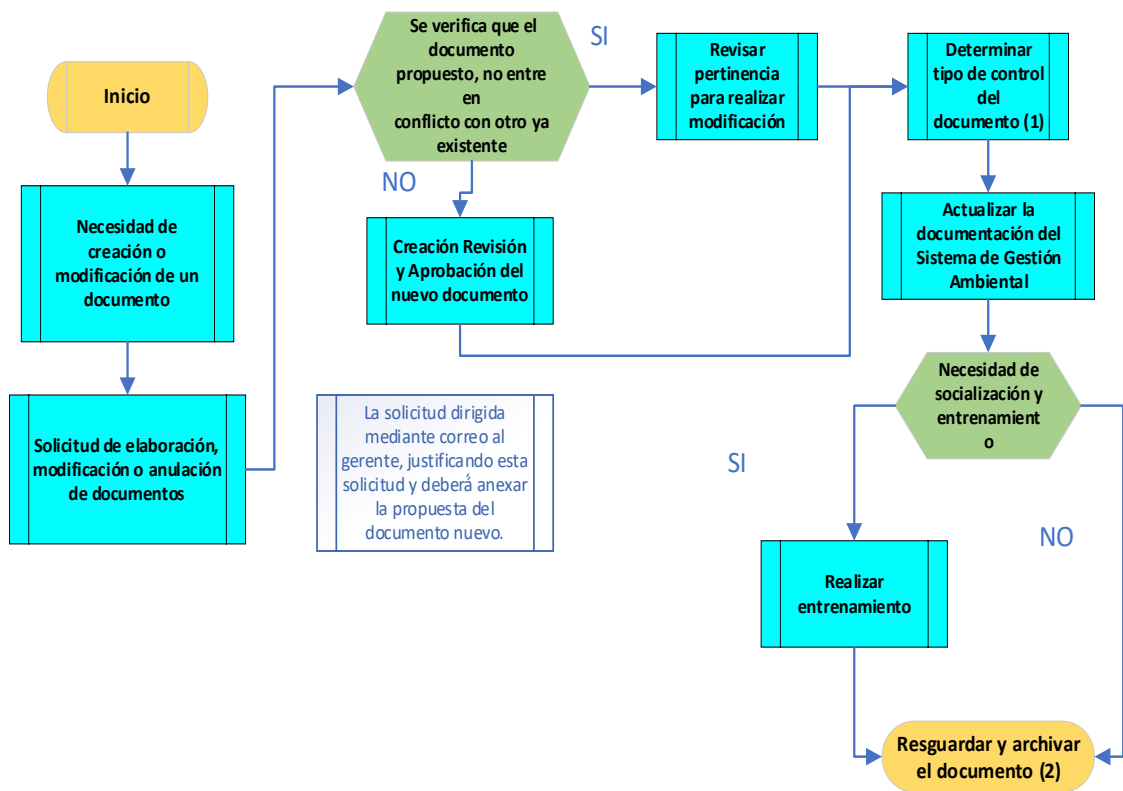 Inicio
Necesidad de
creación o
modificación de un
documento
Solicitud de elaboración,
modificación o anulación
de documentos
Se verifica que el
documento
propuesto, no entre
en
conflicto con otro ya
existente
SI
NO
Creación Revisión
y Aprobación del
nuevo documento
La solicitud dirigida
mediante correo al
gerente, justificando esta
solicitud y deberá anexar
la propuesta del
documento nuevo.
Revisar
pertinencia
para realizar
modificación
Determinar
tipo de control
del
documento (1)
Actualizar la
documentación del
Sistema de Gestión
Ambiental
Necesidad de
socialización y
entrenamient
o
SI
NO
Realizar
entrenamiento
Resguardar y archivar
el documento (2)